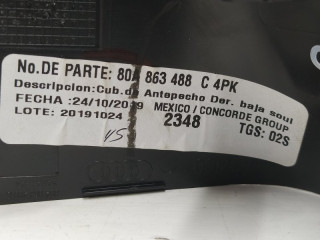 No.DE PARTE: 80A 863 488 C 4PK
Descripcion:Cub.de Antepecho Der. baja soul
FECHA :24/10/2019 MEXICO / CONCORDE GROUP
LOTE: 20191024 2348 TGS: 02S
45